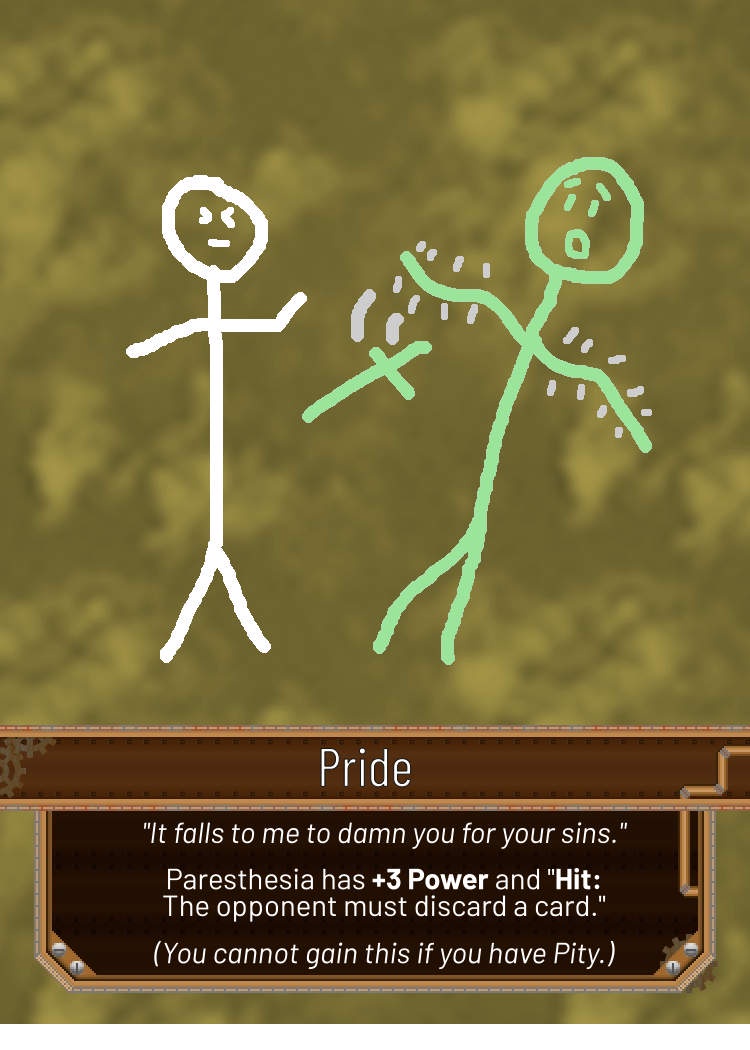 Pride
"It falls to me to damn you for your sins."
Paresthesia has +3 Power and "Hit:
The opponent must discard a card."
(You cannot gain this if you have Pity.)